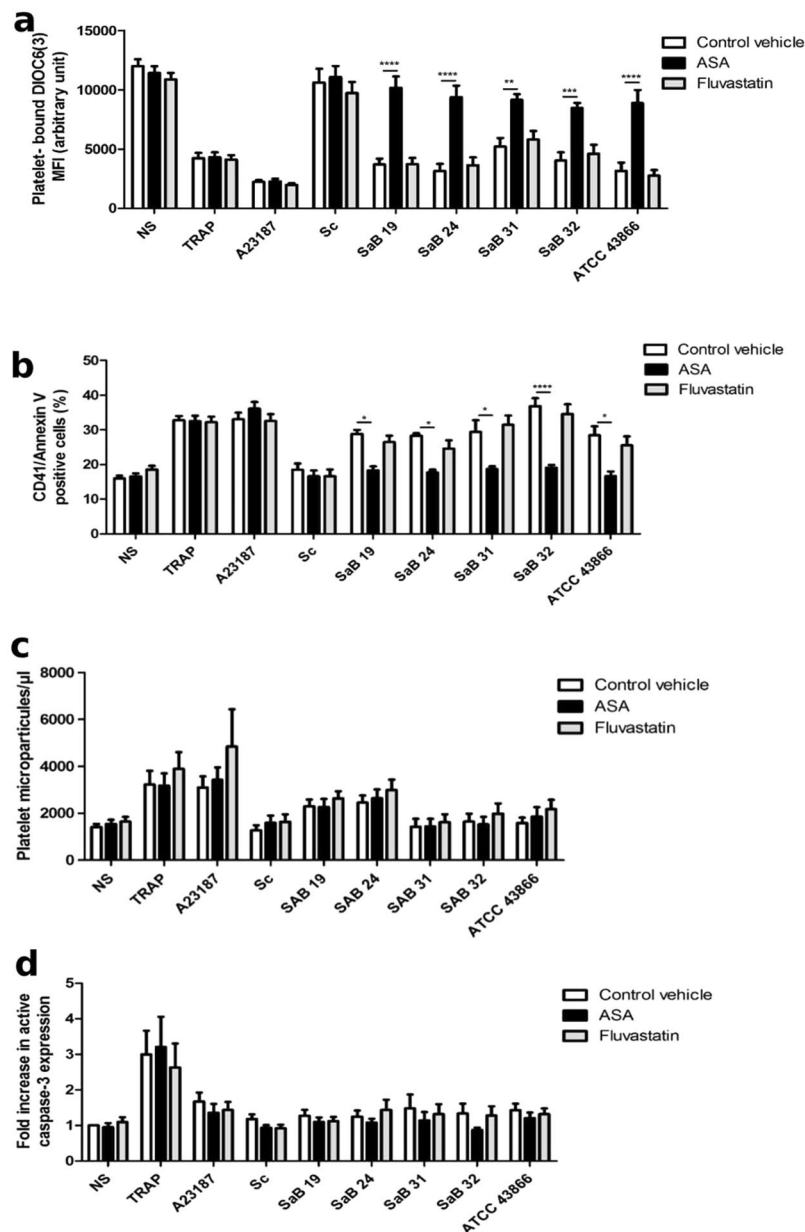 a
Platelet- bound DIOC6(3)
MFI (arbitrary unit)
15000
10000
5000
0
**** **** ** *** ****
NS TRAP A23187 Sc SaB 19 SaB 24 SaB 31 SaB 32 ATCC 43866
Control vehicle
ASA
Fluvastatin
b
CD41/Annexin V
positive cells (%)
50
40
30
20
10
0
* * * **** *
NS TRAP A23187 Sc SaB 19 SaB 24 SaB 31 SaB 32 ATCC 43866
Control vehicle
ASA
Fluvastatin
c
Platelet microparticules/µl
8000
6000
4000
2000
0
NS TRAP A23187 Sc SAB 19 SAB 24 SAB 31 SAB 32 ATCC 43866
Control vehicle
ASA
Fluvastatin
d
Fold increase in active
caspase-3 expression
5
4
3
2
1
0
NS TRAP A23187 Sc SaB 19 SaB 24 SaB 31 SaB 32 ATCC 43866
Control vehicle
ASA
Fluvastatin